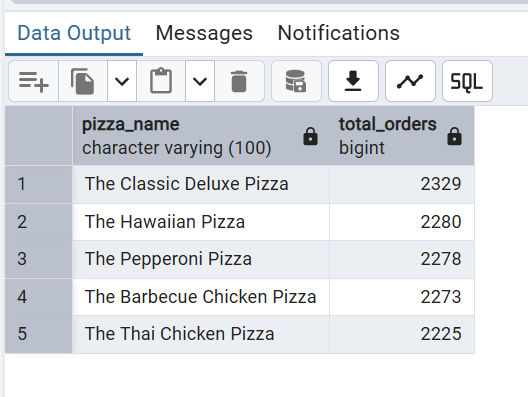 Data Output Messages Notifications
SQL
pizza_name total_orders
character varying (100) bigint
1 The Classic Deluxe Pizza 2329
2 The Hawaiian Pizza 2280
3 The Pepperoni Pizza 2278
4 The Barbecue Chicken Pizza 2273
5 The Thai Chicken Pizza 2225